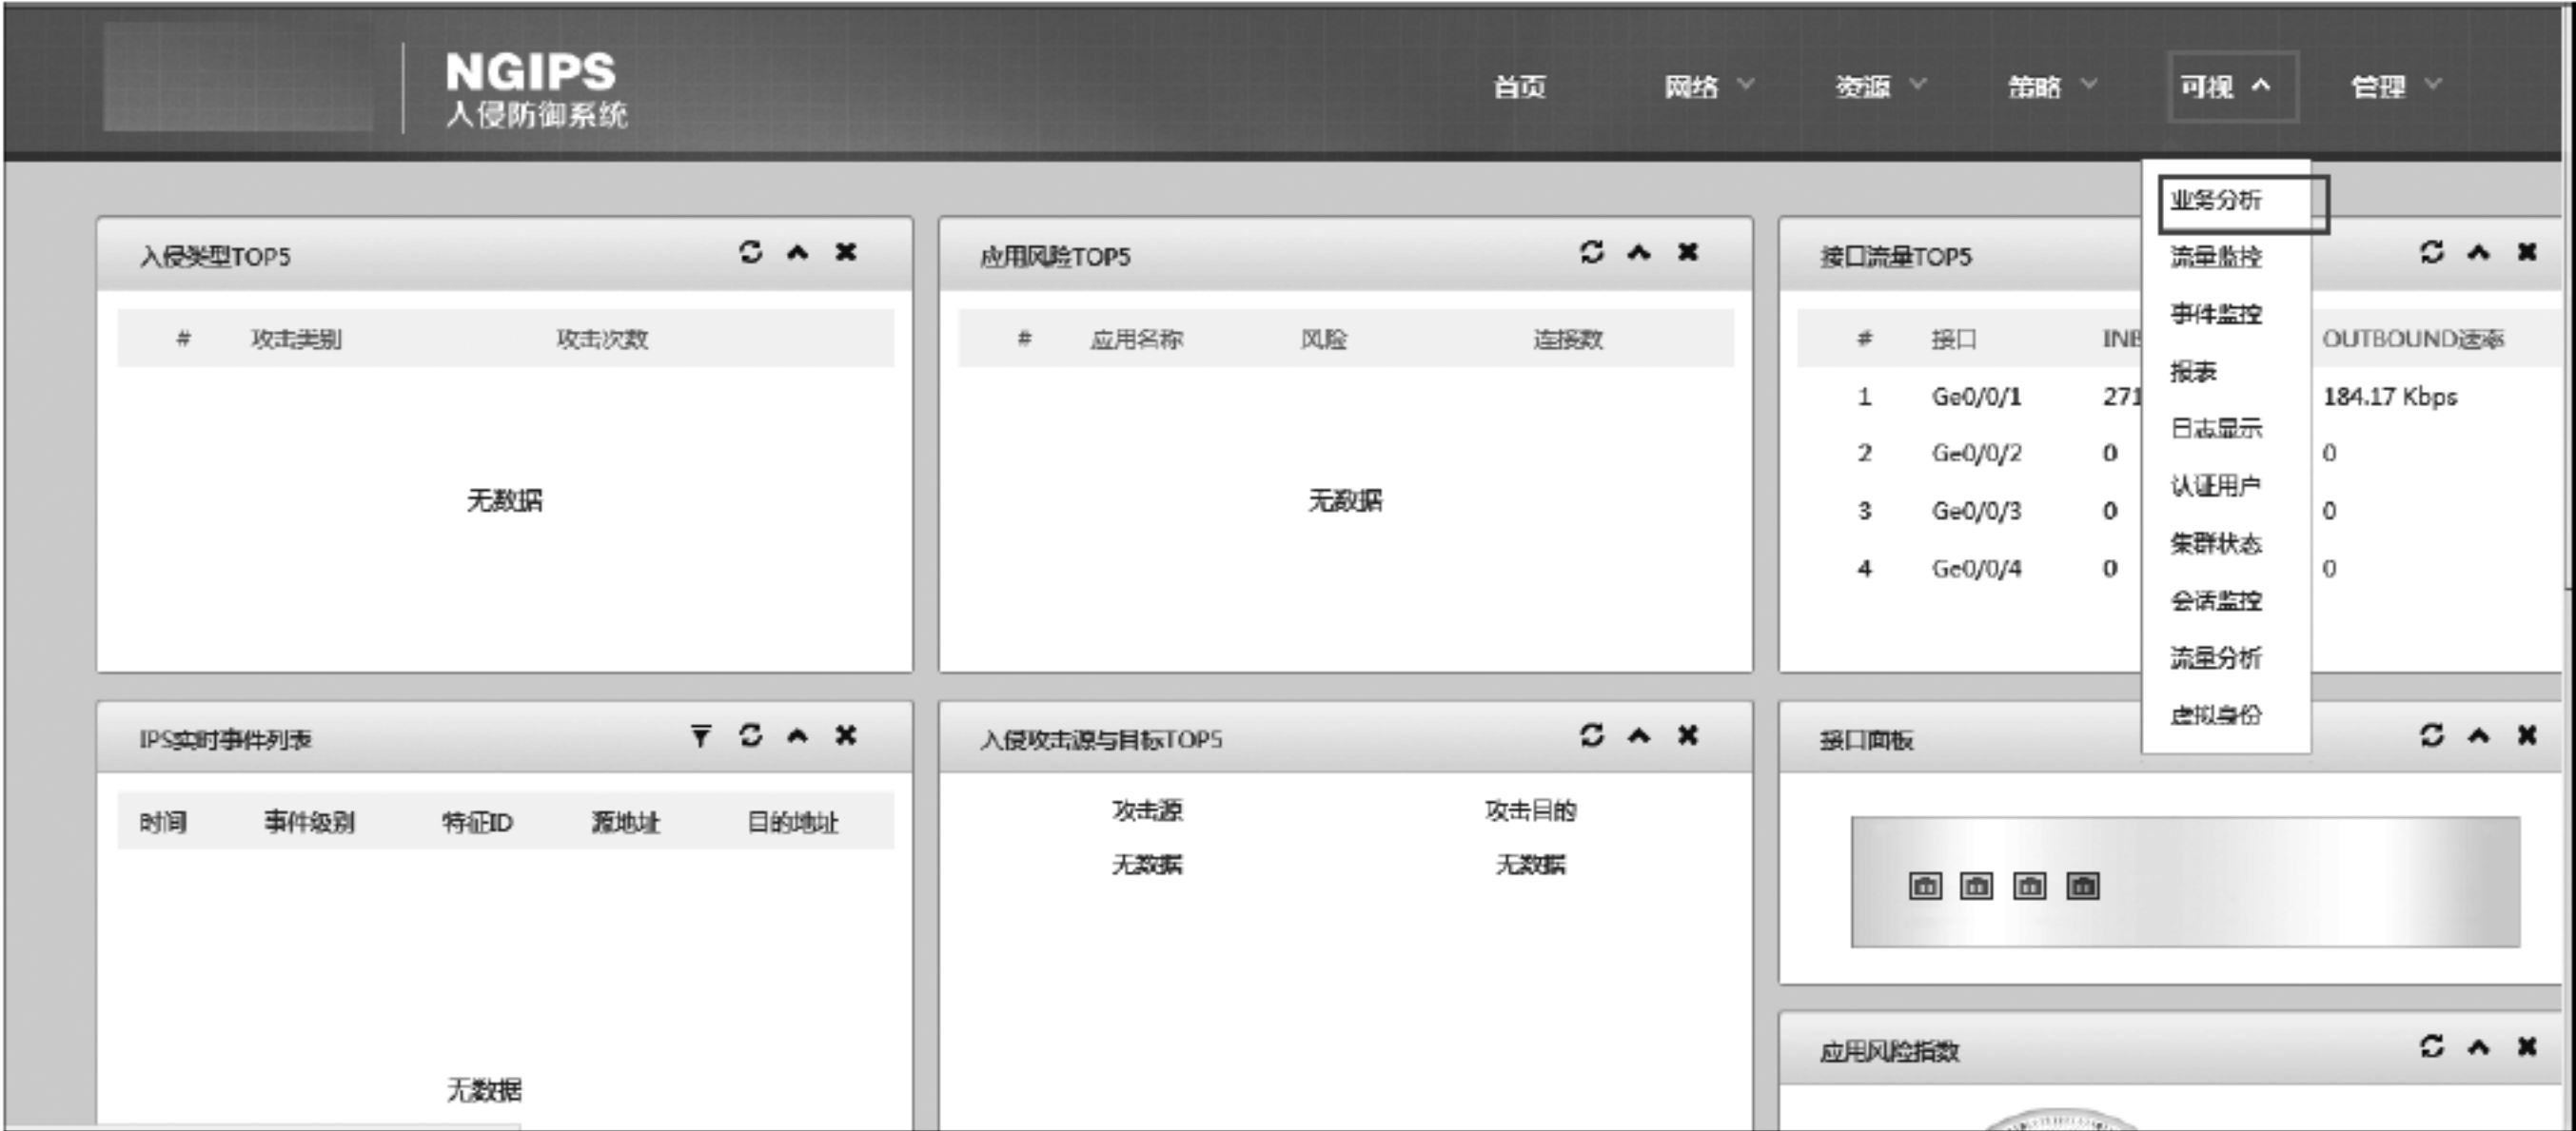 NGIPS
入侵防御系统
首页 网络 资源 策略 可视 管理
业务分析
流量监控
事件监控
报表
日志显示
认证用户
集群状态
会话监控
流量分析
虚拟身份
入侵类型TOP5
# 攻击类别 攻击次数
无数据
应用风险TOP5
# 应用名称 风险 连接数
无数据
接口流量TOP5
# 接口 INB OUTBOUND速率
1 Ge0/0/1 271 184.17 Kbps
2 Ge0/0/2 0 0
3 Ge0/0/3 0 0
4 Ge0/0/4 0 0
IPS实时事件列表
时间 事件级别 特征ID 源地址 目的地址
无数据
入侵攻击源与目标TOP5
攻击源 攻击目的
无数据 无数据
接口面板
应用风险指数